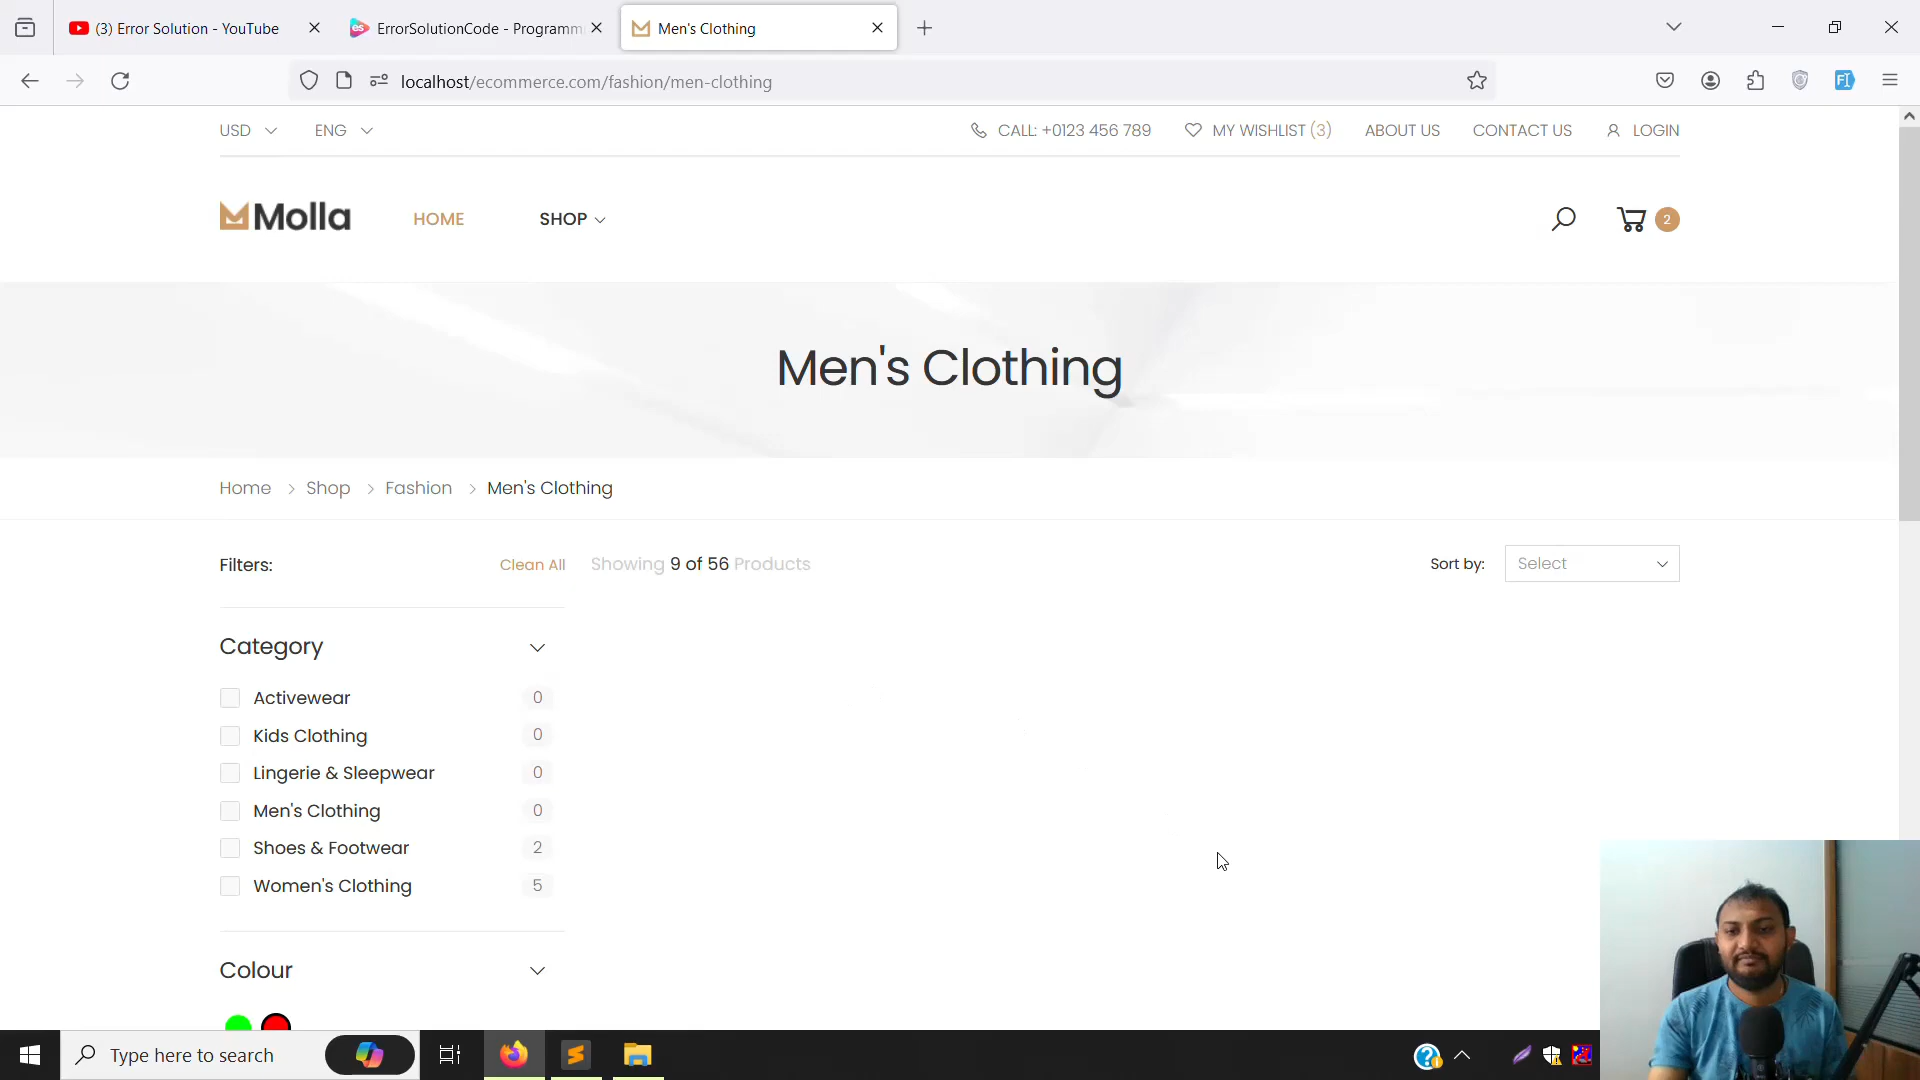 (3) Error Solution - YouTube
ErrorSolutionCode - Programm
Men's Clothing
localhost/ecommerce.com/fashion/men-clothing
USD
ENG
CALL: +0123 456 789
MY WISHLIST (3)
ABOUT US
CONTACT US
LOGIN
Molla
HOME
SHOP
2
Men's Clothing
Home > Shop > Fashion > Men's Clothing
Filters:
Clean All
Showing 9 of 56 Products
Sort by:
Select
Category
Activewear 0
Kids Clothing 0
Lingerie & Sleepwear 0
Men's Clothing 0
Shoes & Footwear 2
Women's Clothing 5
Colour
Type here to search